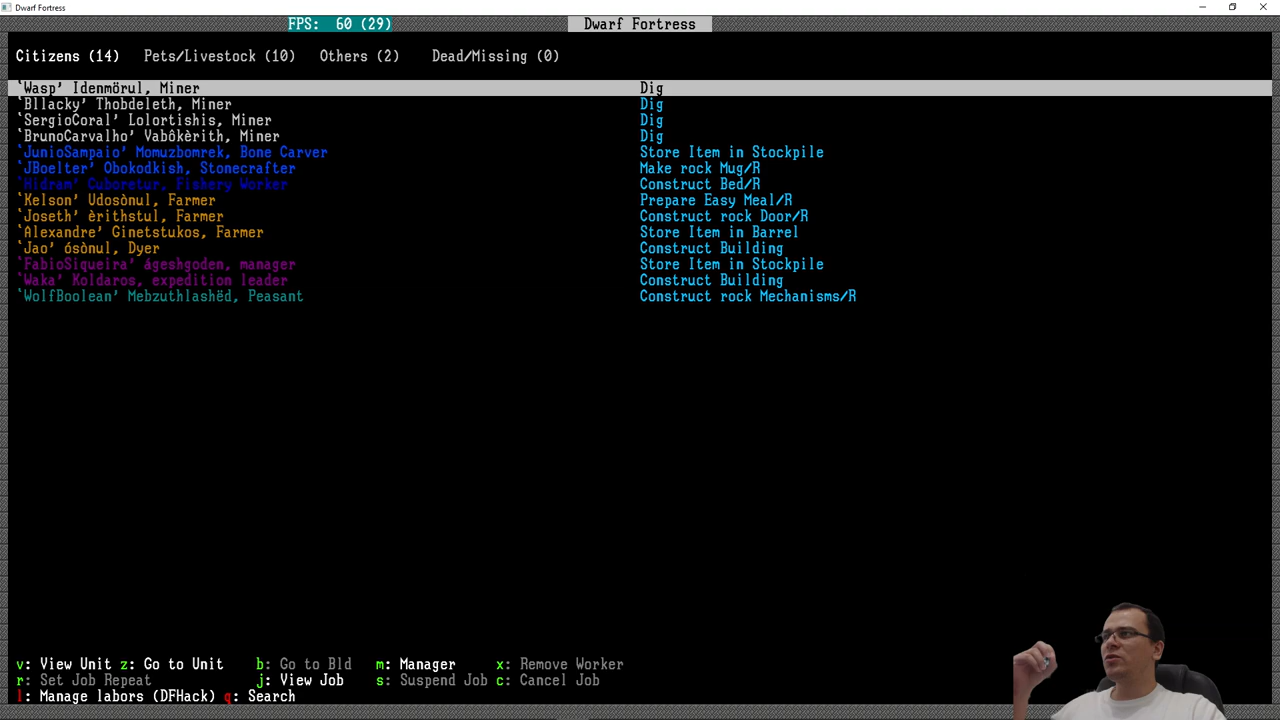 Dwarf Fortress
FPS: 60 (29)
Dwarf Fortress
Citizens (14) Pets/Livestock (10) Others (2) Dead/Missing (0)
`Wasp' Idenmörul, Miner Dig
`Bllacky' Thobdeleth, Miner Dig
`SergioCoral' Lolortishis, Miner Dig
`BrunoCarvalho' Vabôkèrith, Miner Dig
`JunioSampaio' Momuzbomrek, Bone Carver Store Item in Stockpile
`JBoelter' Obokodkish, Stonecrafter Make rock Mug/R
`Hidram' Cuboretur, Fishery Worker Construct Bed/R
`Kelson' Udosònul, Farmer Prepare Easy Meal/R
`Joseth' èrithstul, Farmer Construct rock Door/R
`Alexandre' Ginetstukos, Farmer Store Item in Barrel
`Jao' ósònul, Dyer Construct Building
`FabioSiqueira' ágeshgoden, manager Store Item in Stockpile
`Waka' Koldaros, expedition leader Construct Building
`WolfBoolean' Mebzuthlashëd, Peasant Construct rock Mechanisms/R
v: View Unit z: Go to Unit b: Go to Bld m: Manager x: Remove Worker
r: Set Job Repeat j: View Job s: Suspend Job c: Cancel Job
l: Manage labors (DFHack) q: Search